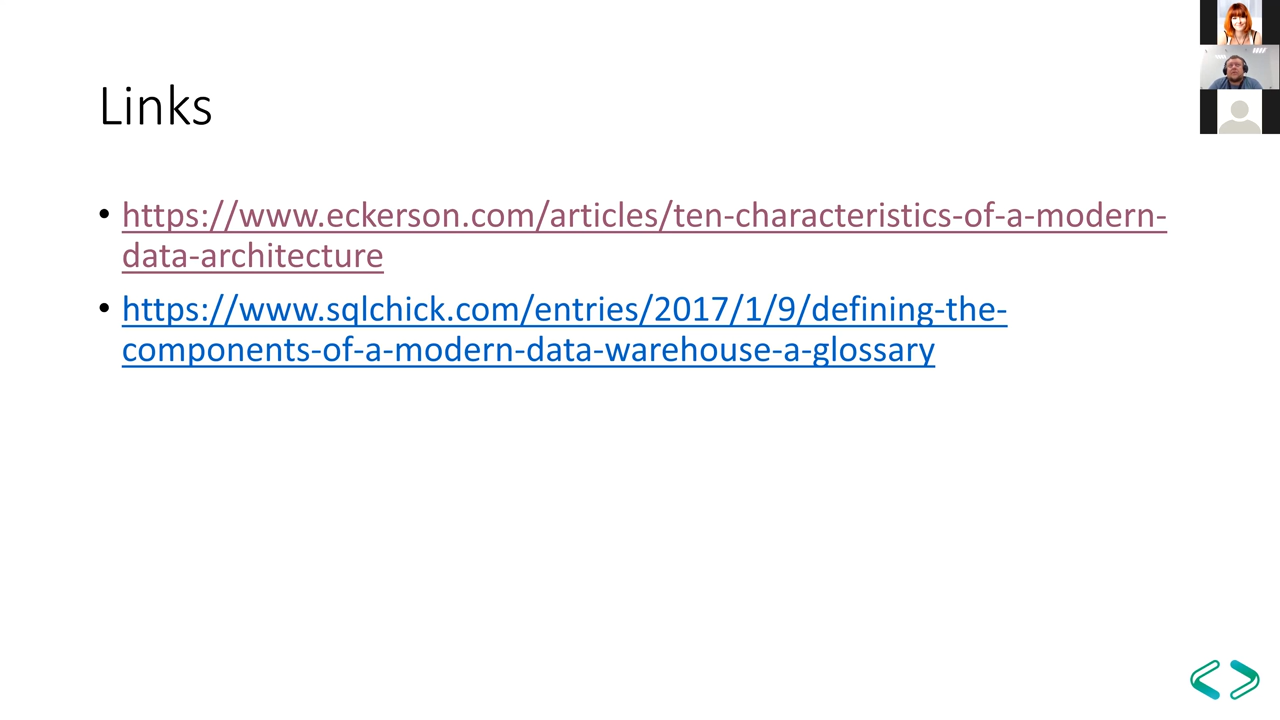 Links
• https://www.eckerson.com/articles/ten-characteristics-of-a-modern-
data-architecture
• https://www.sqlchick.com/entries/2017/1/9/defining-the-
components-of-a-modern-data-warehouse-a-glossary